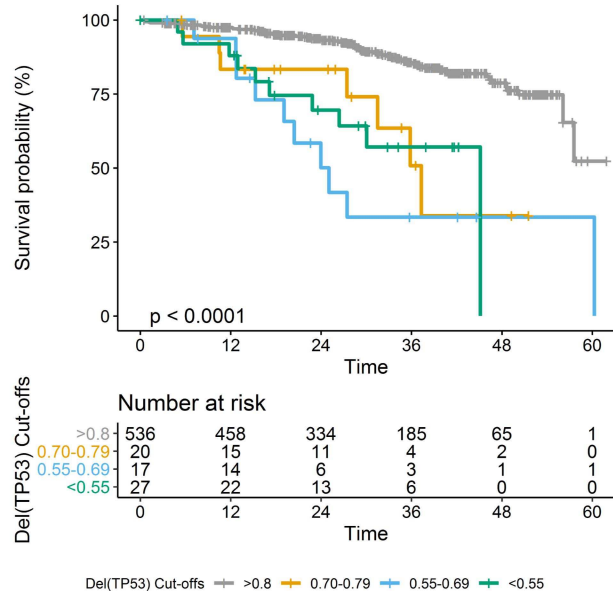 Survival probability (%)
100
75
50
25
0
p < 0.0001
0 12 24 36 48 60
Time
Number at risk
Del(TP53) Cut-offs
>0.8 536 458 334 185 65 1
0.70-0.79 20 15 11 4 2 0
0.55-0.69 17 14 6 3 1 1
<0.55 27 22 13 6 0 0
0 12 24 36 48 60
Time
Del(TP53) Cut-offs >0.8 0.70-0.79 0.55-0.69 <0.55